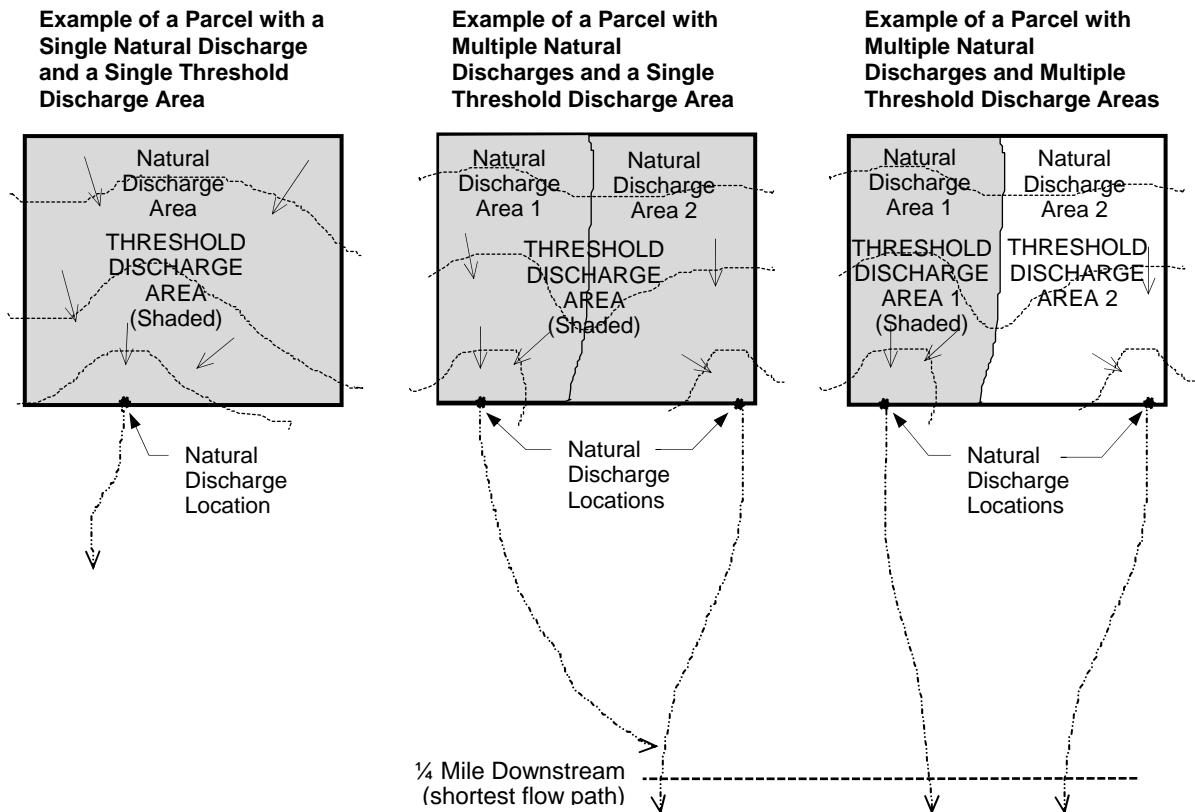 Example of a Parcel with a
Single Natural Discharge
and a Single Threshold
Discharge Area
Natural
Discharge
Area
THRESHOLD
DISCHARGE
AREA
(Shaded)
Natural
Discharge
Location
Example of a Parcel with
Multiple Natural
Discharges and a Single
Threshold Discharge Area
Natural
Discharge
Area 1
Natural
Discharge
Area 2
THRESHOLD
DISCHARGE
AREA
(Shaded)
Natural
Discharge
Locations
Example of a Parcel with
Multiple Natural
Discharges and Multiple
Threshold Discharge Areas
Natural
Discharge
Area 1
Natural
Discharge
Area 2
THRESHOLD
DISCHARGE
AREA 1
(Shaded)
THRESHOLD
DISCHARGE
AREA 2
Natural
Discharge
Locations
¼ Mile Downstream
(shortest flow path)